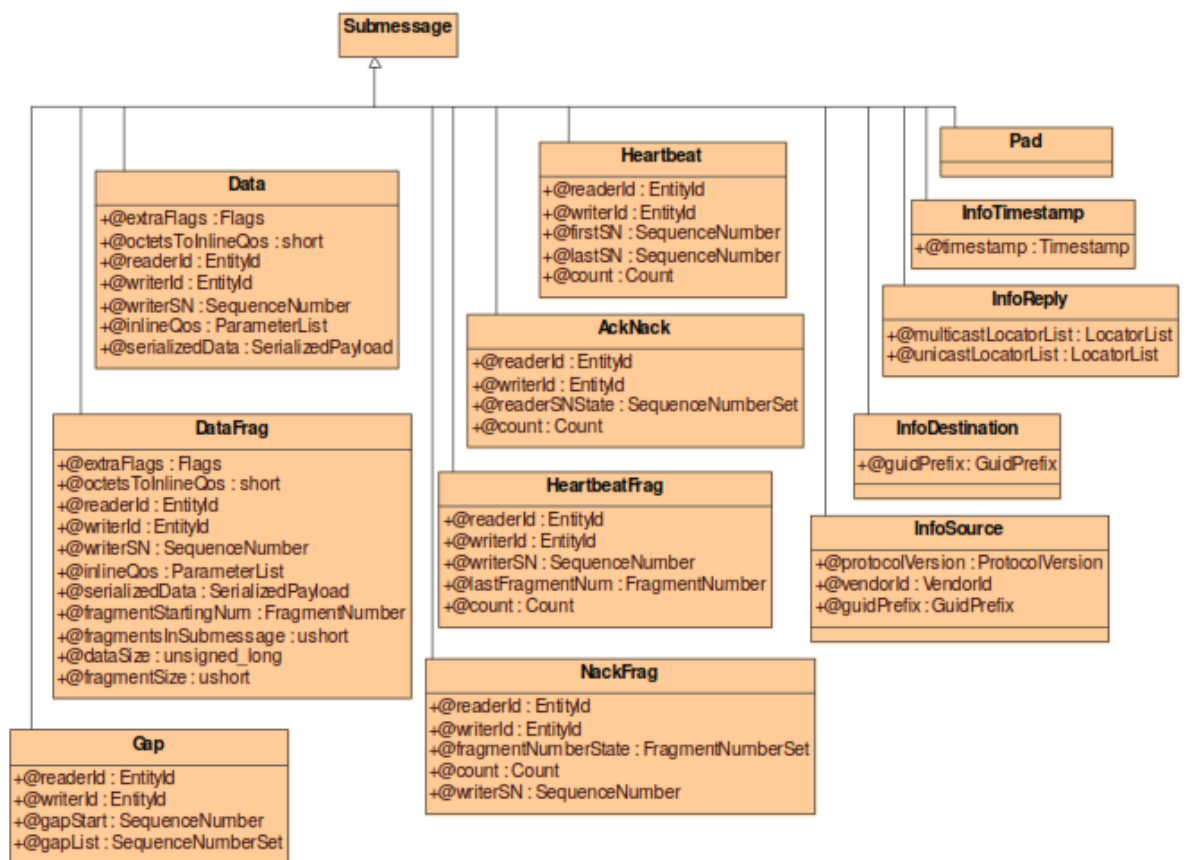 Submessage
Data
+@extraFlags : Flags
+@octetsToInlineQos : short
+@readerId : EntityId
+@writerId : EntityId
+@writerSN : SequenceNumber
+@inlineQos : ParameterList
+@serializedData : SerializedPayload
DataFrag
+@extraFlags : Flags
+@octetsToInlineQos : short
+@readerId : EntityId
+@writerId : EntityId
+@writerSN : SequenceNumber
+@inlineQos : ParameterList
+@serializedData : SerializedPayload
+@fragmentStartingNum : FragmentNumber
+@fragmentsInSubmessage : ushort
+@dataSize : unsigned_long
+@fragmentSize : ushort
Gap
+@readerId : EntityId
+@writerId : EntityId
+@gapStart : SequenceNumber
+@gapList : SequenceNumberSet
Heartbeat
+@readerId : EntityId
+@writerId : EntityId
+@firstSN : SequenceNumber
+@lastSN : SequenceNumber
+@count : Count
AckNack
+@readerId : EntityId
+@writerId : EntityId
+@readerSNState : SequenceNumberSet
+@count : Count
HeartbeatFrag
+@readerId : EntityId
+@writerId : EntityId
+@writerSN : SequenceNumber
+@lastFragmentNum : FragmentNumber
+@count : Count
NackFrag
+@readerId : EntityId
+@writerId : EntityId
+@fragmentNumberState : FragmentNumberSet
+@count : Count
+@writerSN : SequenceNumber
Pad
InfoTimestamp
+@timestamp : Timestamp
InfoReply
+@multicastLocatorList : LocatorList
+@unicastLocatorList : LocatorList
InfoDestination
+@guidPrefix : GuidPrefix
InfoSource
+@protocolVersion : ProtocolVersion
+@vendorId : VendorId
+@guidPrefix : GuidPrefix